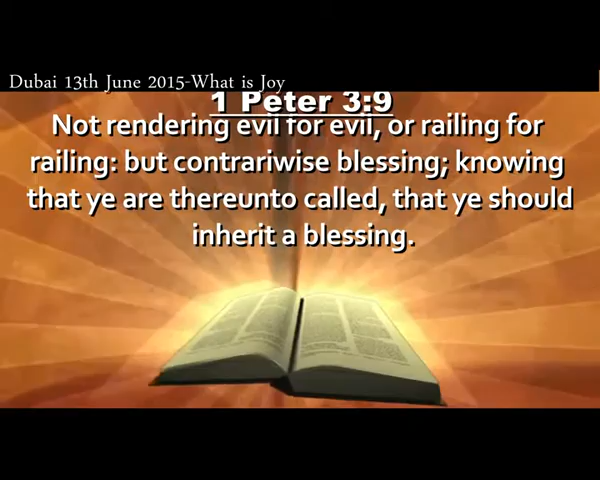 Dubai 13th June 2015-What is Joy
1 Peter 3:9
Not rendering evil for evil, or railing for
railing: but contrariwise blessing; knowing
that ye are thereunto called, that ye should
inherit a blessing.